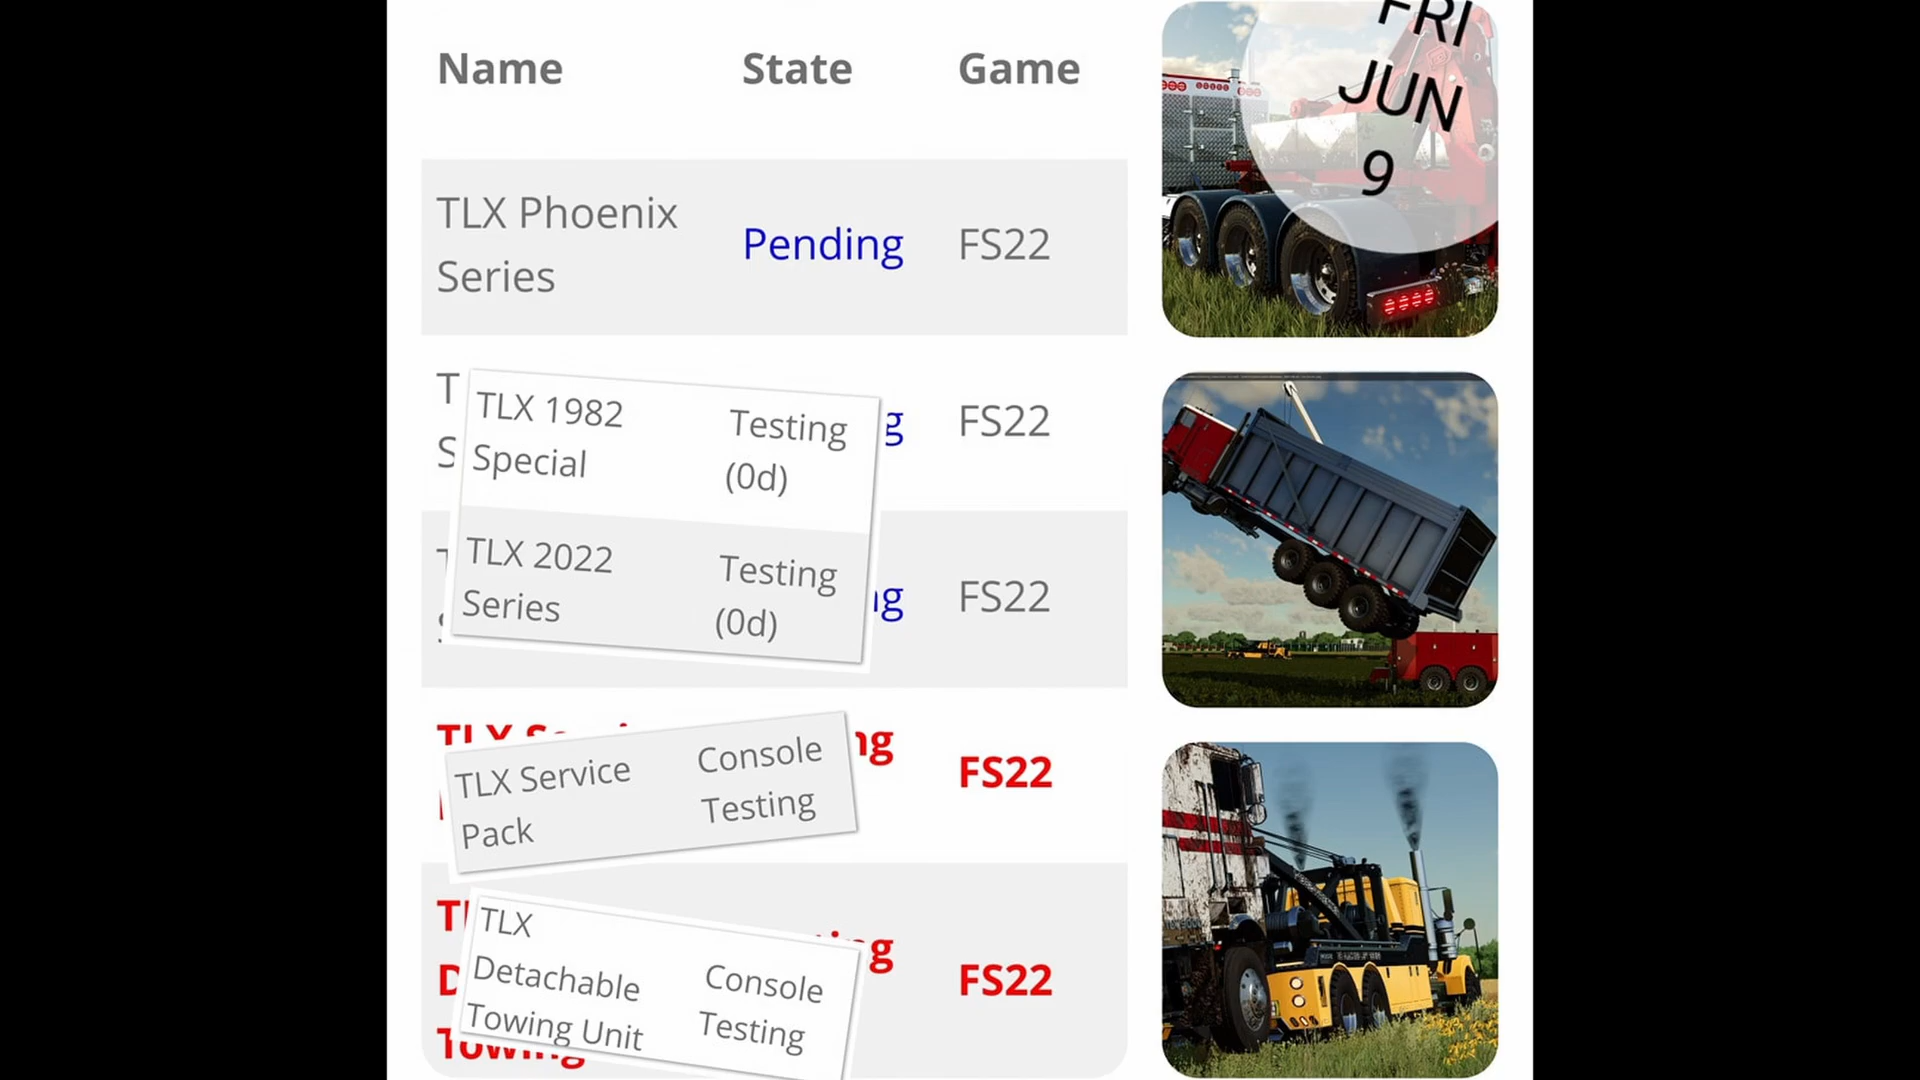 Name State Game
FRI
JUN
9
TLX Phoenix
Series
Pending FS22
TLX 1982
Special
Testing
(0d)
FS22
TLX 2022
Series
Testing
(0d)
FS22
TLX Service
Pack
Console
Testing
FS22
TLX
Detachable
Towing Unit
Console
Testing
FS22
Towing